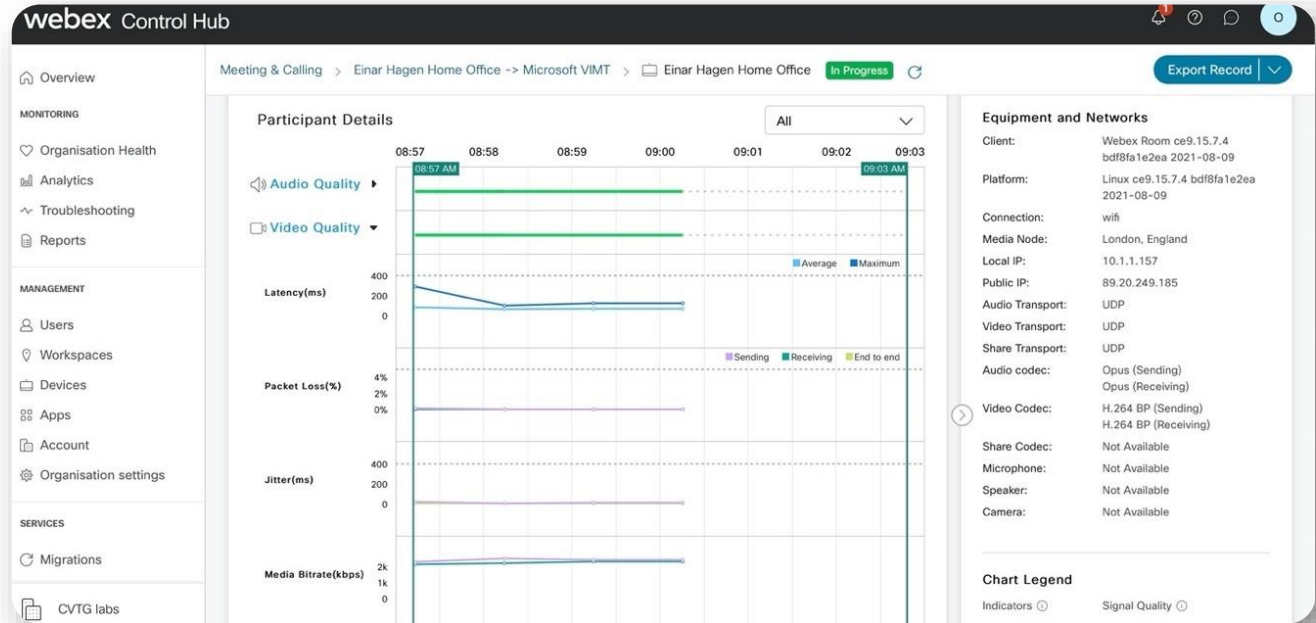 webex Control Hub
1
O
Overview
MONITORING
Organisation Health
Analytics
Troubleshooting
Reports
MANAGEMENT
Users
Workspaces
Devices
Apps
Account
Organisation settings
SERVICES
Migrations
CVTG labs
Meeting & Calling > Einar Hagen Home Office -> Microsoft VIMT > Einar Hagen Home Office In Progress
Export Record
Participant Details
All
08:57 08:58 08:59 09:00 09:01 09:02 09:03
08:57 AM 09:03 AM
Audio Quality
Video Quality
Average Maximum
Latency(ms)
400
200
0
Sending Receiving End to end
Packet Loss(%)
4%
2%
0%
Jitter(ms)
400
200
0
Media Bitrate(kbps)
2k
1k
0
Equipment and Networks
Client: Webex Room ce9.15.7.4
bdf8fa1e2ea 2021-08-09
Platform: Linux ce9.15.7.4 bdf8fa1e2ea
2021-08-09
Connection: wifi
Media Node: London, England
Local IP: 10.1.1.157
Public IP: 89.20.249.185
Audio Transport: UDP
Video Transport: UDP
Share Transport: UDP
Audio codec: Opus (Sending)
Opus (Receiving)
Video Codec: H.264 BP (Sending)
H.264 BP (Receiving)
Share Codec: Not Available
Microphone: Not Available
Speaker: Not Available
Camera: Not Available
Chart Legend
Indicators Signal Quality